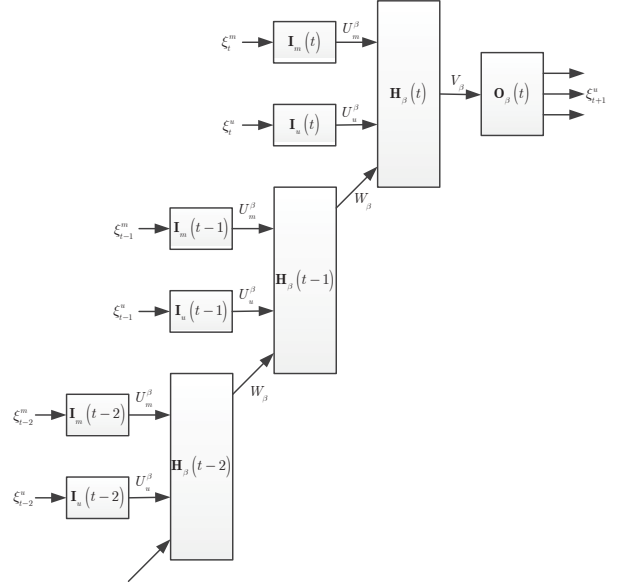 ξ_t^m I_m(t) U_m^β
H_β(t) V_β O_β(t) ξ_{t+1}^u
ξ_t^u I_u(t) U_u^β
W_β
ξ_{t-1}^m I_m(t−1) U_m^β
H_β(t−1)
ξ_{t-1}^u I_u(t−1) U_u^β
W_β
ξ_{t-2}^m I_m(t−2) U_m^β
H_β(t−2)
ξ_{t-2}^u I_u(t−2) U_u^β